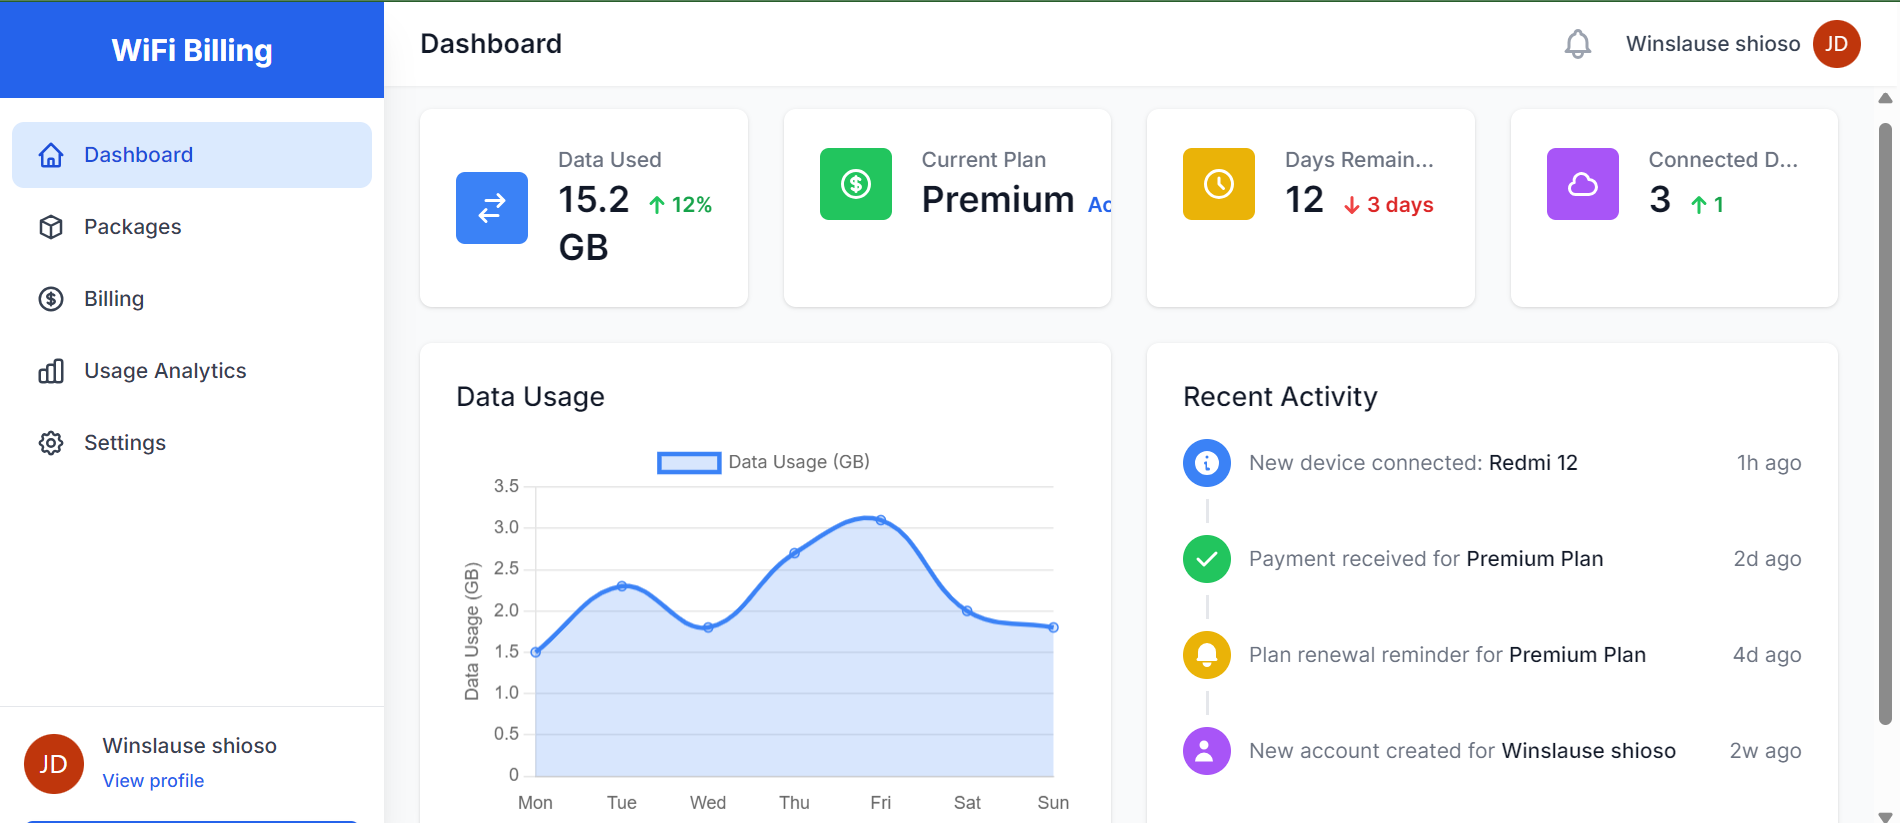 WiFi Billing
Dashboard
Packages
Billing
Usage Analytics
Settings
JD
Winslause shioso
View profile
Dashboard
Winslause shioso
JD
Data Used
15.2 12%
GB
Current Plan
Premium Ac
Days Remain...
12 3 days
Connected D...
3 1
Data Usage
Data Usage (GB)
Data Usage (GB)
3.5
3.0
2.5
2.0
1.5
1.0
0.5
0
Mon Tue Wed Thu Fri Sat Sun
Recent Activity
New device connected: Redmi 12 1h ago
Payment received for Premium Plan 2d ago
Plan renewal reminder for Premium Plan 4d ago
New account created for Winslause shioso 2w ago